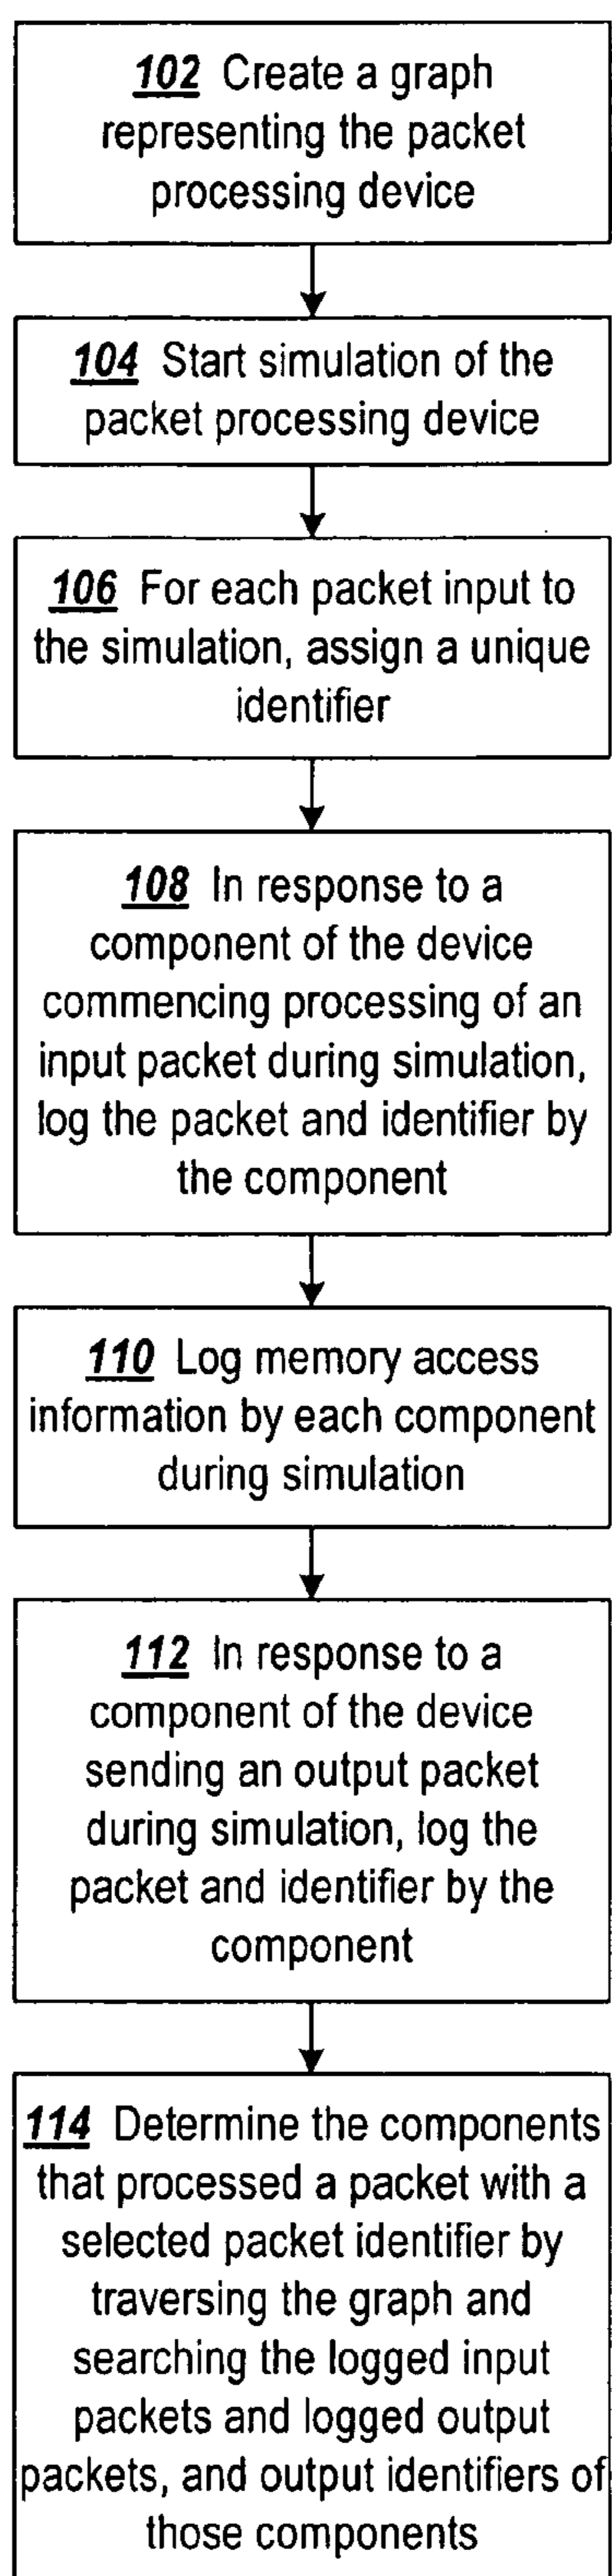 102 Create a graph
representing the packet
processing device
104 Start simulation of the
packet processing device
106 For each packet input to
the simulation, assign a unique
identifier
108 In response to a
component of the device
commencing processing of an
input packet during simulation,
log the packet and identifier by
the component
110 Log memory access
information by each component
during simulation
112 In response to a
component of the device
sending an output packet
during simulation, log the
packet and identifier by the
component
114 Determine the components
that processed a packet with a
selected packet identifier by
traversing the graph and
searching the logged input
packets and logged output
packets, and output identifiers of
those components